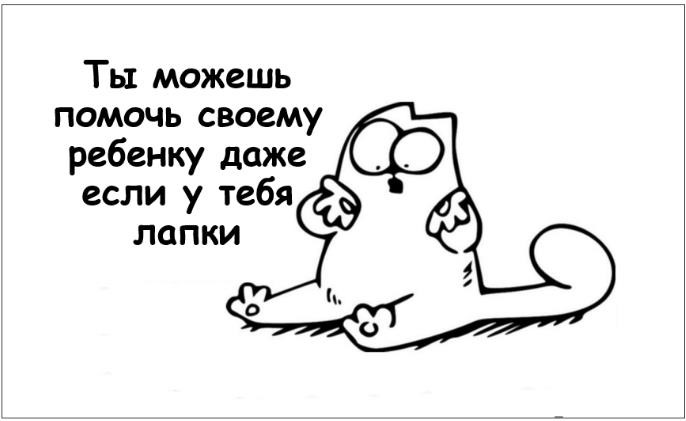 Ты можешь
помочь своему
ребенку даже
если у тебя
лапки